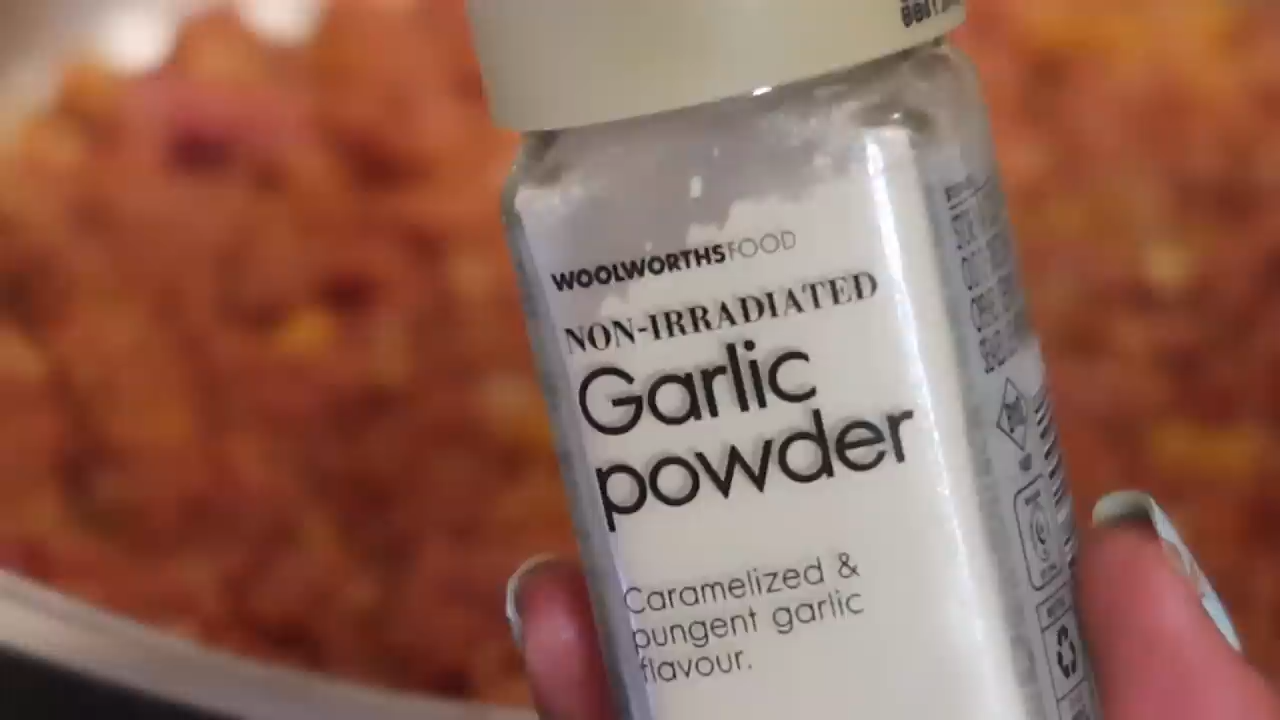 WOOLWORTHSFOOD
NON-IRRADIATED
Garlic
powder
Caramelized &
pungent garlic
flavour.